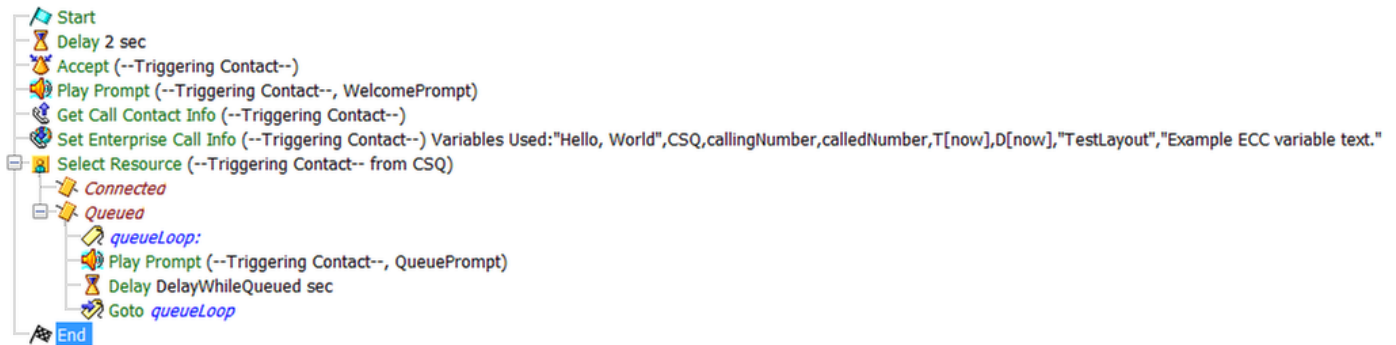 Start
Delay 2 sec
Accept (--Triggering Contact--)
Play Prompt (--Triggering Contact--, WelcomePrompt)
Get Call Contact Info (--Triggering Contact--)
Set Enterprise Call Info (--Triggering Contact--) Variables Used:"Hello, World",CSQ,callingNumber,calledNumber,T[now],D[now],"TestLayout","Example ECC variable text."
Select Resource (--Triggering Contact-- from CSQ)
Connected
Queued
queueLoop:
Play Prompt (--Triggering Contact--, QueuePrompt)
Delay DelayWhileQueued sec
Goto queueLoop
End